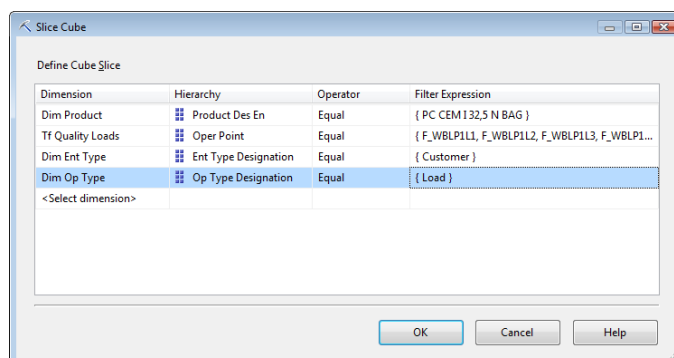 Slice Cube
Define Cube Slice
Dimension Hierarchy Operator Filter Expression
Dim Product Product Des En Equal { PC CEM I 32,5 N BAG }
Tf Quality Loads Oper Point Equal { F_WBLP1L1, F_WBLP1L2, F_WBLP1L3, F_WBLP1...
Dim Ent Type Ent Type Designation Equal { Customer }
Dim Op Type Op Type Designation Equal { Load }
<Select dimension>
OK Cancel Help